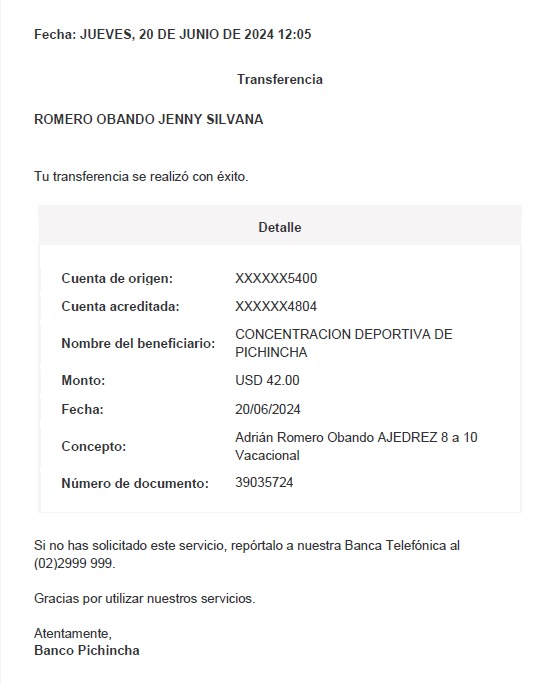 Fecha: JUEVES, 20 DE JUNIO DE 2024 12:05
Transferencia
ROMERO OBANDO JENNY SILVANA
Tu transferencia se realizó con éxito.
Detalle
Cuenta de origen: XXXXXX5400
Cuenta acreditada: XXXXXX4804
Nombre del beneficiario: CONCENTRACION DEPORTIVA DE
PICHINCHA
Monto: USD 42.00
Fecha: 20/06/2024
Concepto: Adrián Romero Obando AJEDREZ 8 a 10
Vacacional
Número de documento: 39035724
Si no has solicitado este servicio, repórtalo a nuestra Banca Telefónica al
(02)2999 999.
Gracias por utilizar nuestros servicios.
Atentamente,
Banco Pichincha